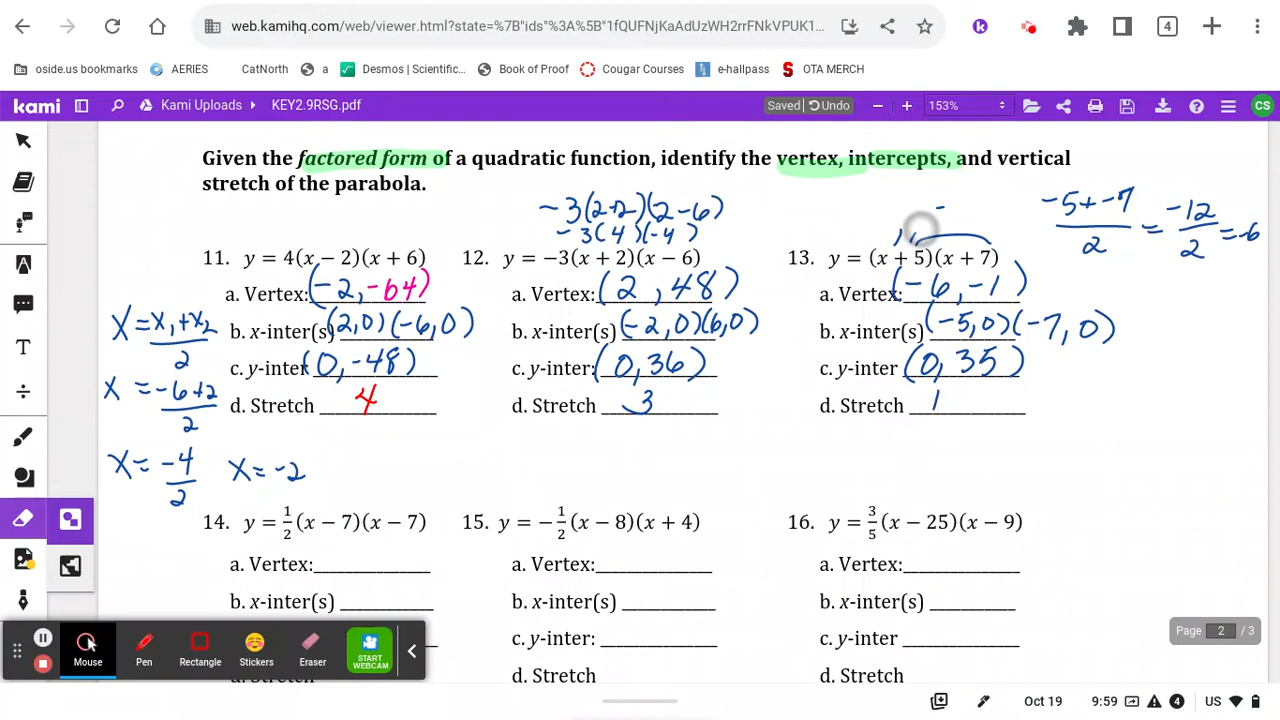 web.kamihq.com/web/viewer.html?state=%7B"ids"%3A%5B"1fQUFNjKaAdUzWH2chrrFNkVPUK1...
4
oside.us bookmarks AERIES CatNorth a Desmos | Scientific... Book of Proof Cougar Courses e-hallpass OTA MERCH
kami Kami Uploads > KEY2.9RSG.pdf Saved Undo 153% CS
Given the factored form of a quadratic function, identify the vertex, intercepts, and vertical
stretch of the parabola.
-3(2+2)(2-6)
-3(4)(-4)
-5+-7/2 = -12/2 = -6
11. y = 4(x − 2)(x + 6)
a. Vertex: (-2, -64)
b. x-inter(s) (2,0)(-6,0)
c. y-inter (0,-48)
d. Stretch 4
X = x₁+x₂/2
X = -6+2/2
X = -4/2 X = -2
12. y = −3(x + 2)(x − 6)
a. Vertex: (2, 48)
b. x-inter(s) (-2,0)(6,0)
c. y-inter: (0,36)
d. Stretch 3
13. y = (x + 5)(x + 7)
a. Vertex: (-6,-1)
b. x-inter(s) (-5,0)(-7,0)
c. y-inter (0,35)
d. Stretch 1
14. y = 1/2(x − 7)(x − 7)
a. Vertex:
b. x-inter(s)
15. y = −1/2(x − 8)(x + 4)
a. Vertex:
b. x-inter(s)
c. y-inter:
d. Stretch
16. y = 3/5(x − 25)(x − 9)
a. Vertex:
b. x-inter(s)
c. y-inter
d. Stretch
Page 2 / 3
Mouse Pen Rectangle Stickers Eraser START WEBCAM
Oct 19 9:59 4 US